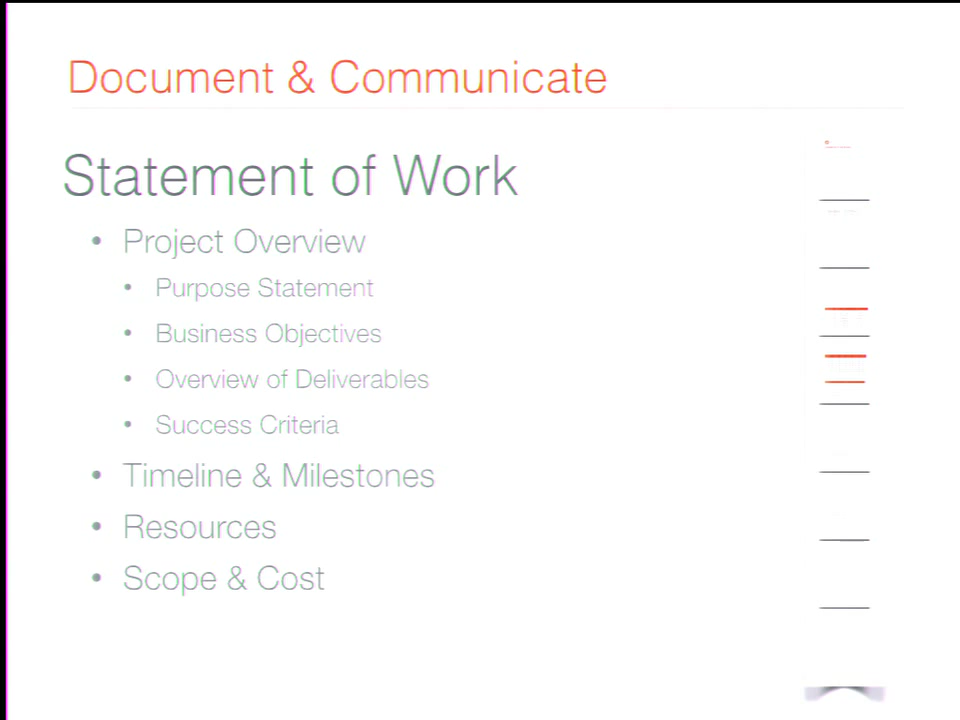 Document & Communicate
Statement of Work
• Project Overview
• Purpose Statement
• Business Objectives
• Overview of Deliverables
• Success Criteria
• Timeline & Milestones
• Resources
• Scope & Cost